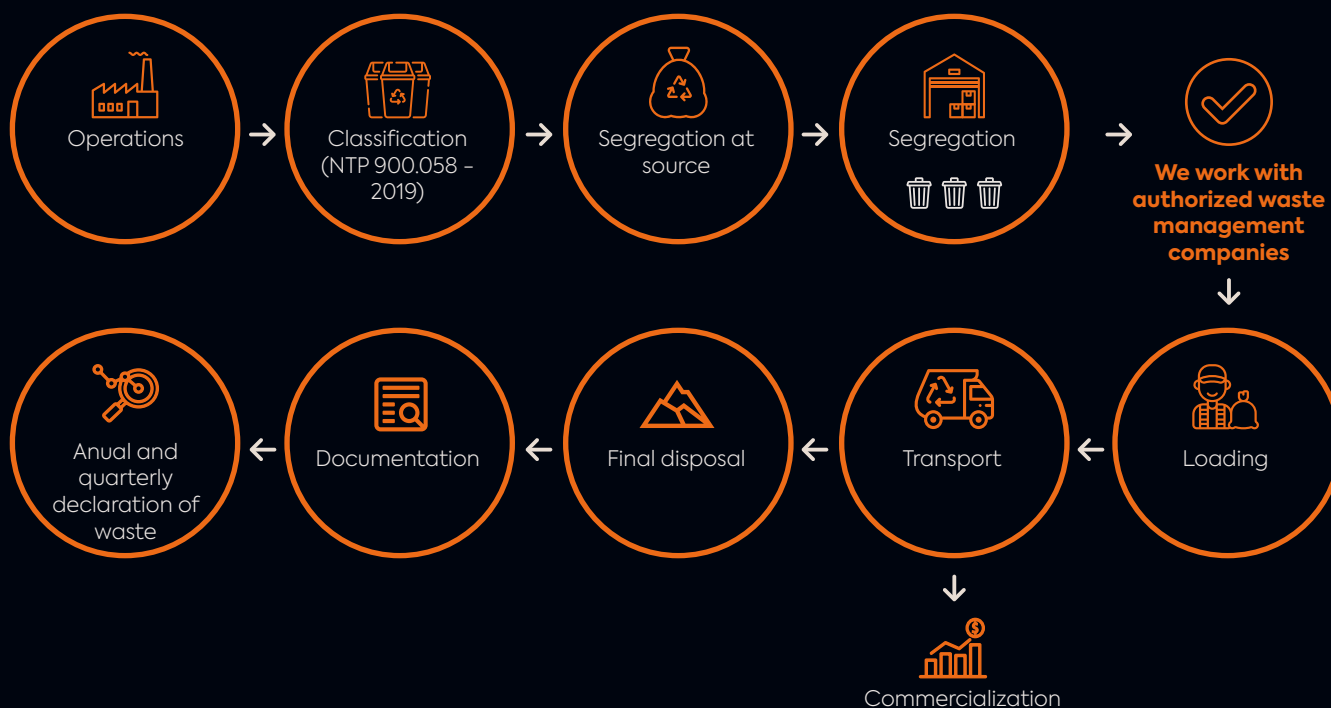 Operations
Classification
(NTP 900.058 -
2019)
Segregation at
source
Segregation
We work with
authorized waste
management
companies
Loading
Transport
Final disposal
Documentation
Anual and
quarterly
declaration of
waste
$
Commercialization